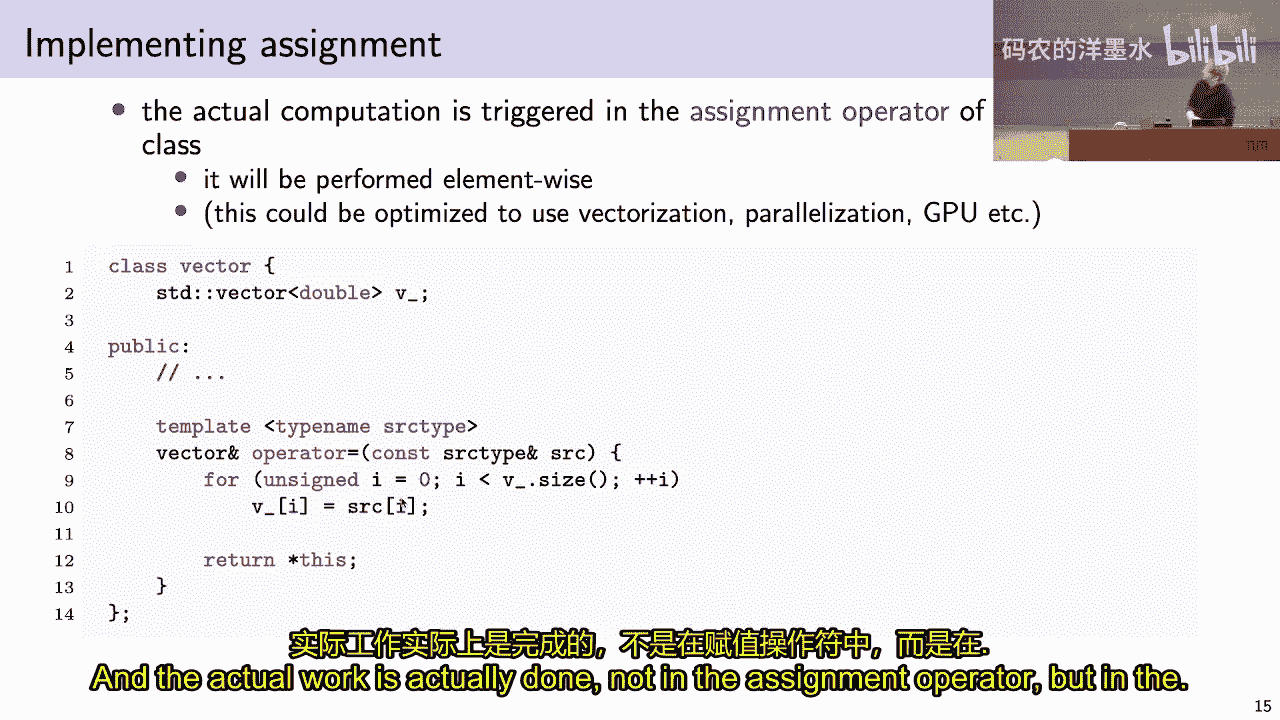 Implementing assignment
码农的洋墨水 bilibili
• the actual computation is triggered in the assignment operator of
class
• it will be performed element-wise
• (this could be optimized to use vectorization, parallelization, GPU etc.)
1 class vector {
2 std::vector<double> v_;
3
4 public:
5 // ...
6
7 template <typename srctype>
8 vector& operator=(const srctype& src) {
9 for (unsigned i = 0; i < v_.size(); ++i)
10 v_[i] = src[i];
11
12 return *this;
13 }
14 };
实际工作实际上是完成的，不是在赋值操作符中，而是在.
And the actual work is actually done, not in the assignment operator, but in the.
15